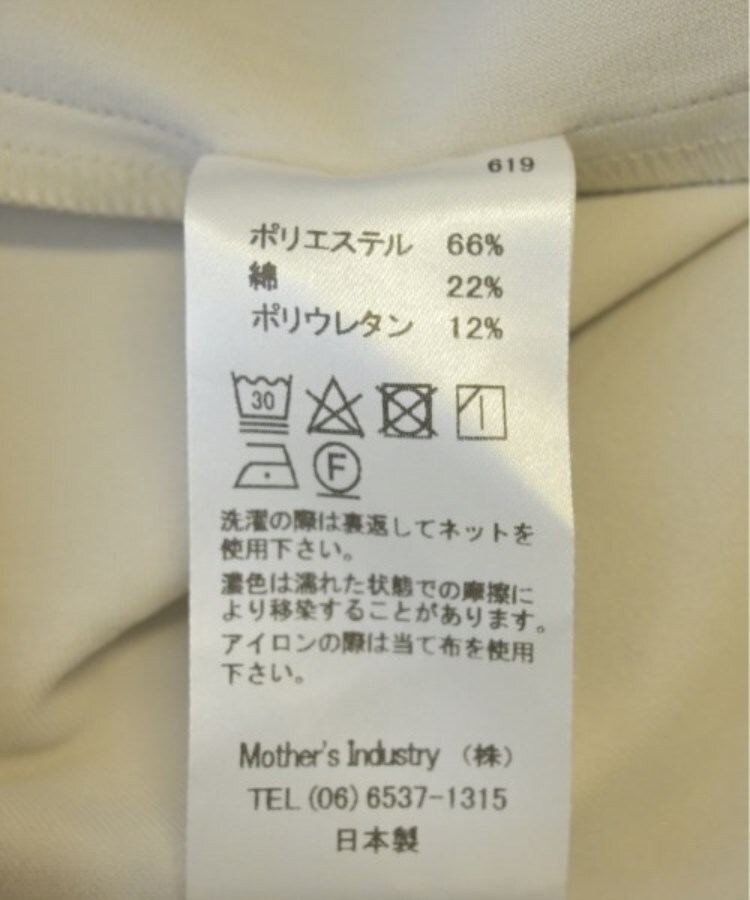 619
ポリエステル 66%
綿 22%
ポリウレタン 12%
30
F
洗濯の際は裏返してネットを
使用下さい。
濃色は濡れた状態での摩擦に
より移染することがあります。
アイロンの際は当て布を使用
下さい。
Mother's Industry （株）
TEL (06) 6537-1315
日本製